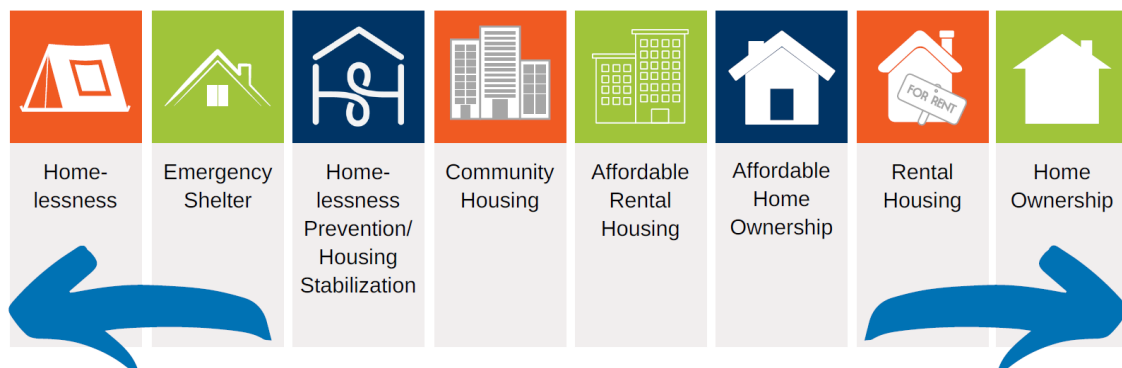 FOR RENT
Home-
lessness
Emergency
Shelter
Home-
lessness
Prevention/
Housing
Stabilization
Community
Housing
Affordable
Rental
Housing
Affordable
Home
Ownership
Rental
Housing
Home
Ownership